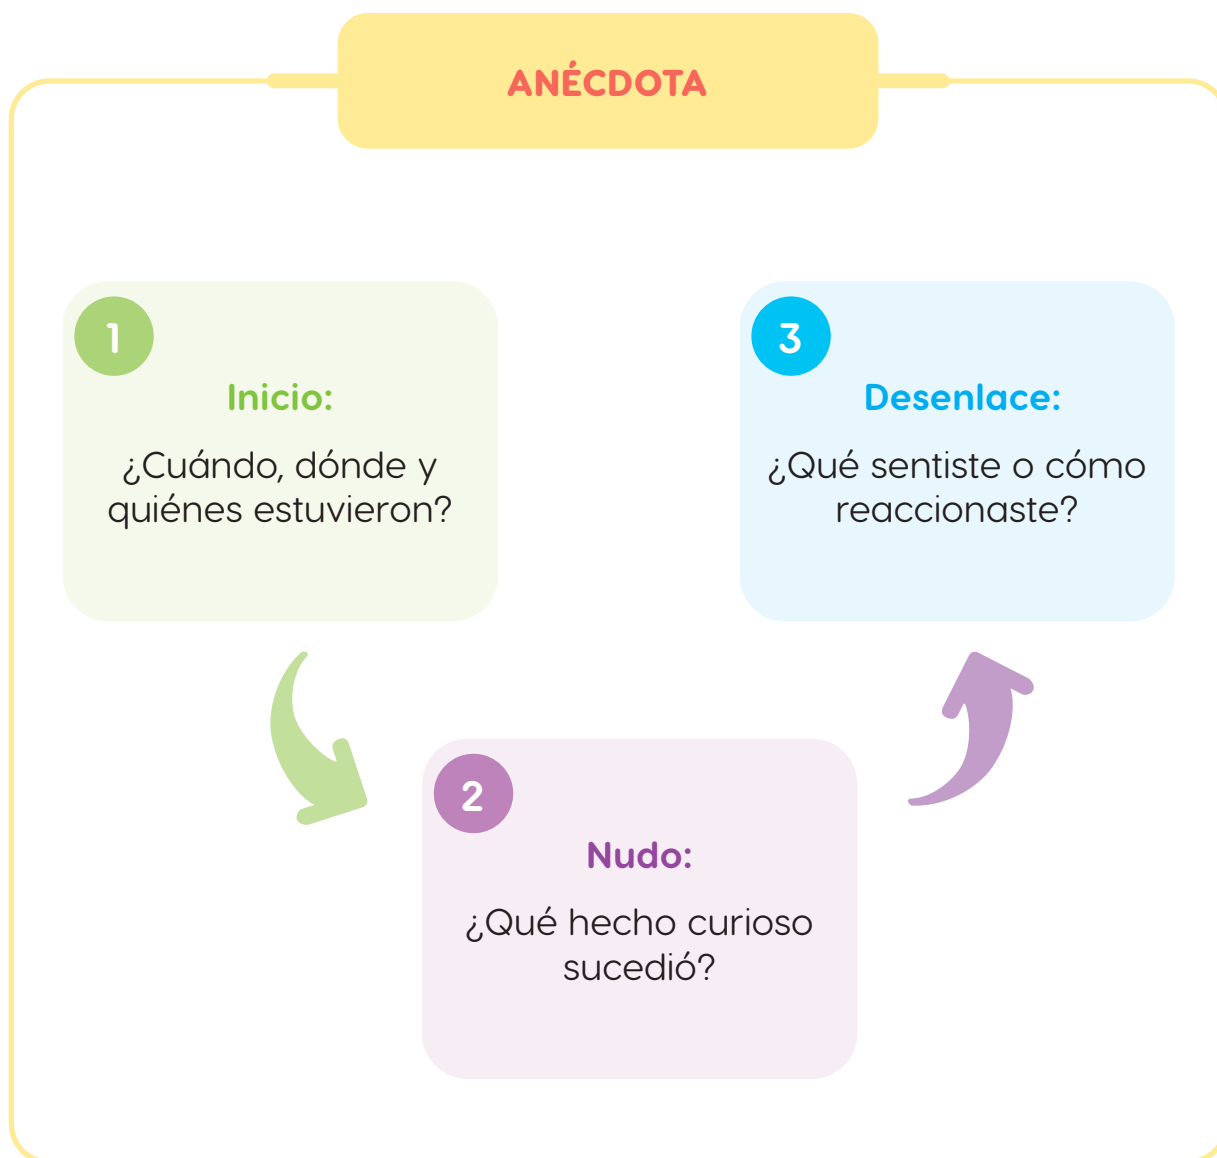 ANÉCDOTA
1
Inicio:
¿Cuándo, dónde y
quiénes estuvieron?
2
Nudo:
¿Qué hecho curioso
sucedió?
3
Desenlace:
¿Qué sentiste o cómo
reaccionaste?